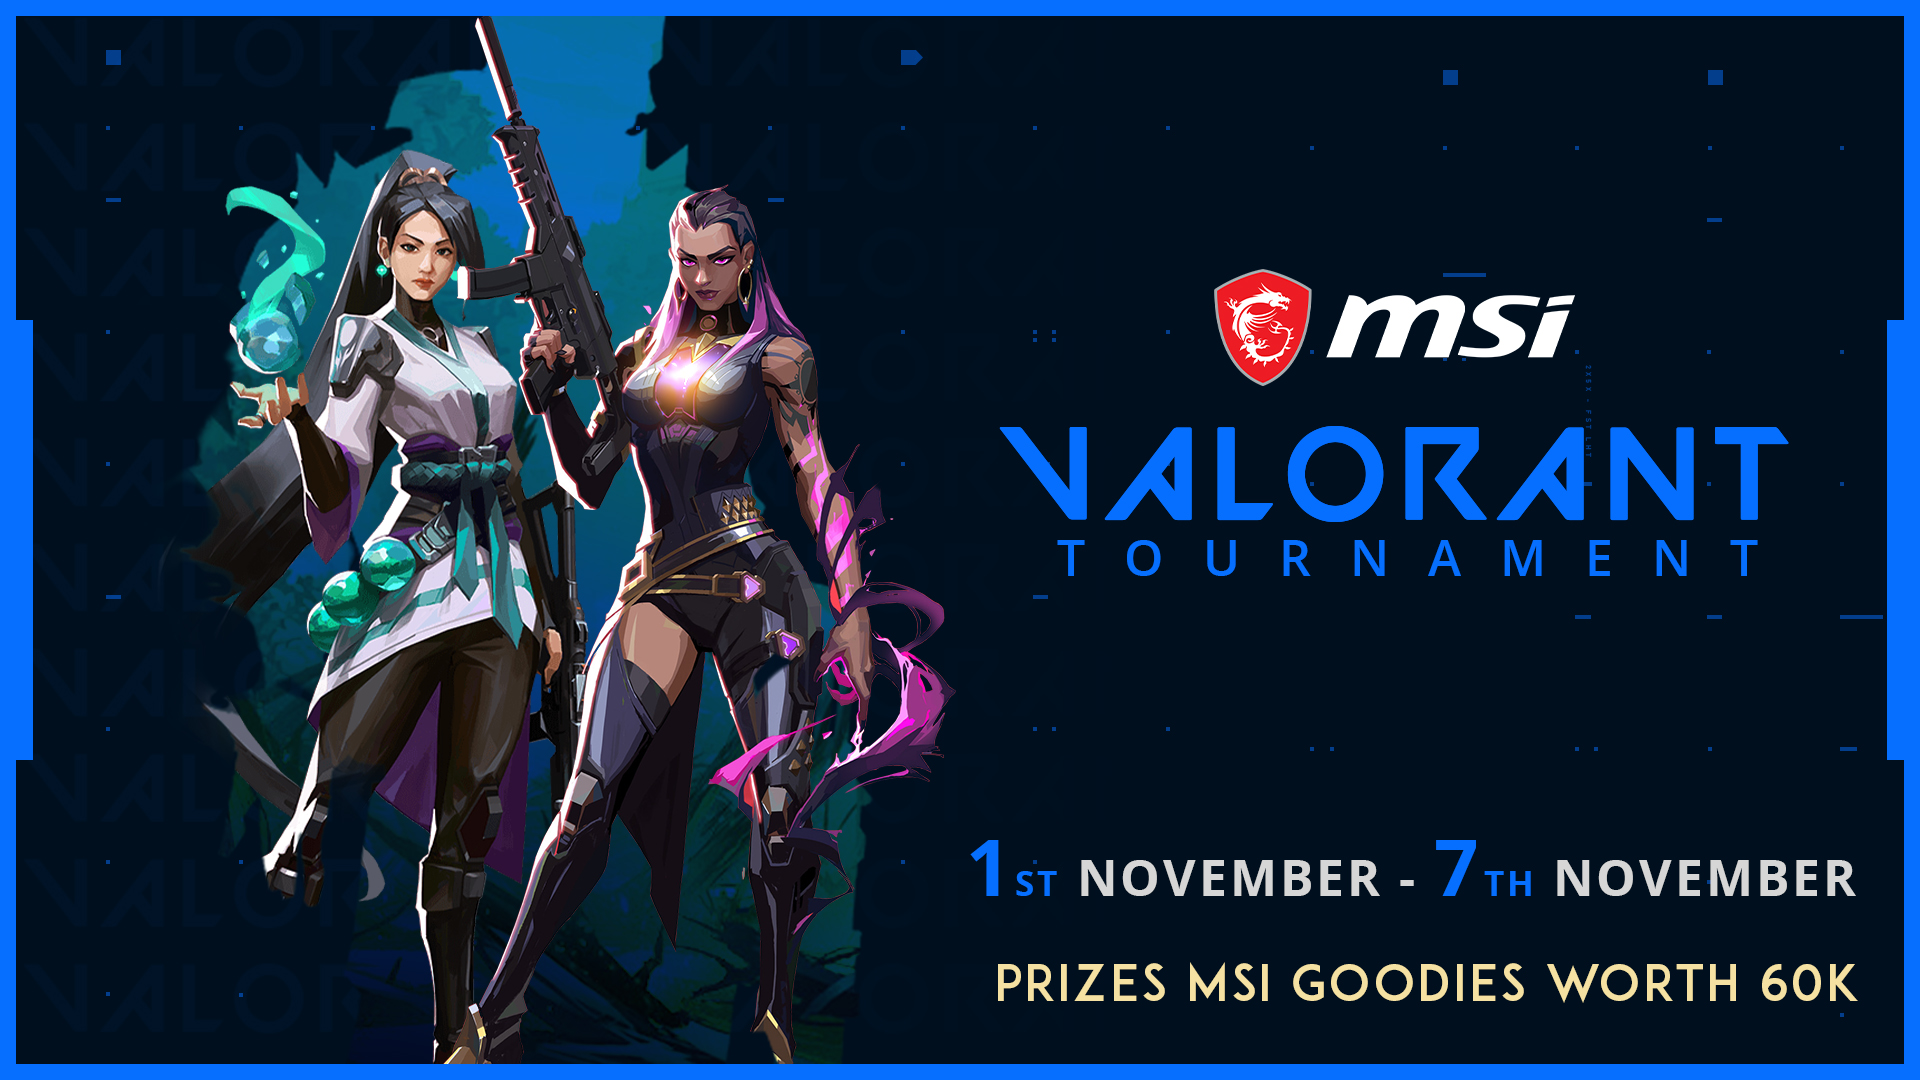 msi
VALORANT
TOURNAMENT
1ST NOVEMBER - 7TH NOVEMBER
PRIZES MSI GOODIES WORTH 60K